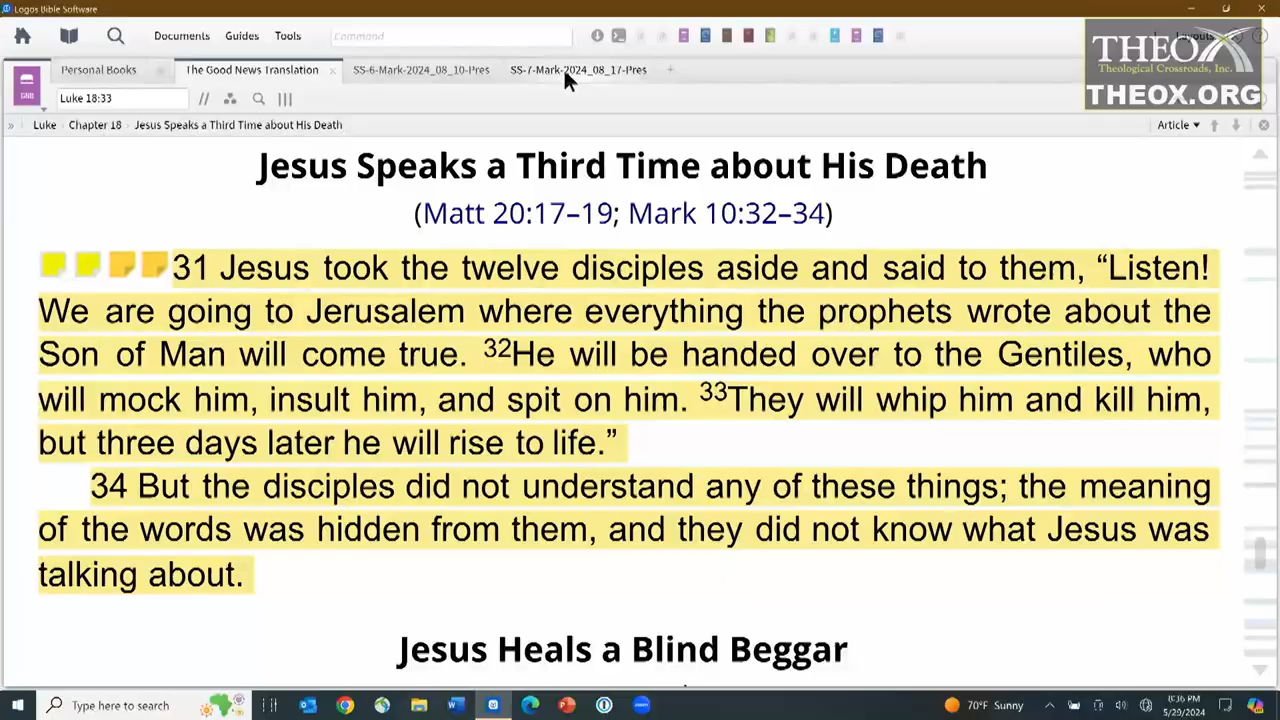 Logos Bible Software
Documents Guides Tools Command
THEOX
Theological Crossroads, Inc.
THEOX.ORG
Personal Books The Good News Translation SS-6-Mark-2024_08_10-Pres SS-7-Mark-2024_08_17-Pres
GNB Luke 18:33
Luke Chapter 18 Jesus Speaks a Third Time about His Death Article
Jesus Speaks a Third Time about His Death
(Matt 20:17–19; Mark 10:32–34)
31 Jesus took the twelve disciples aside and said to them, “Listen!
We are going to Jerusalem where everything the prophets wrote about the
Son of Man will come true. 32He will be handed over to the Gentiles, who
will mock him, insult him, and spit on him. 33They will whip him and kill him,
but three days later he will rise to life.”
34 But the disciples did not understand any of these things; the meaning
of the words was hidden from them, and they did not know what Jesus was
talking about.
Jesus Heals a Blind Beggar
Type here to search 70°F Sunny 8:36 PM
5/29/2024